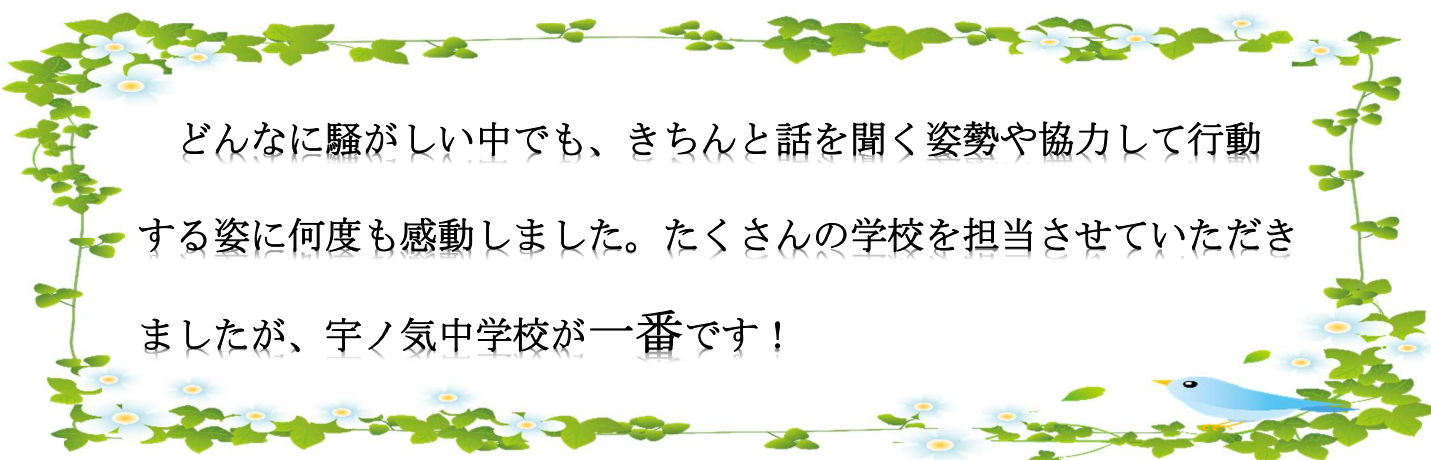 どんなに騒がしい中でも、きちんと話を聞く姿勢や協力して行動
する姿に何度も感動しました。たくさんの学校を担当させていただき
ましたが、宇ノ気中学校が一番です！